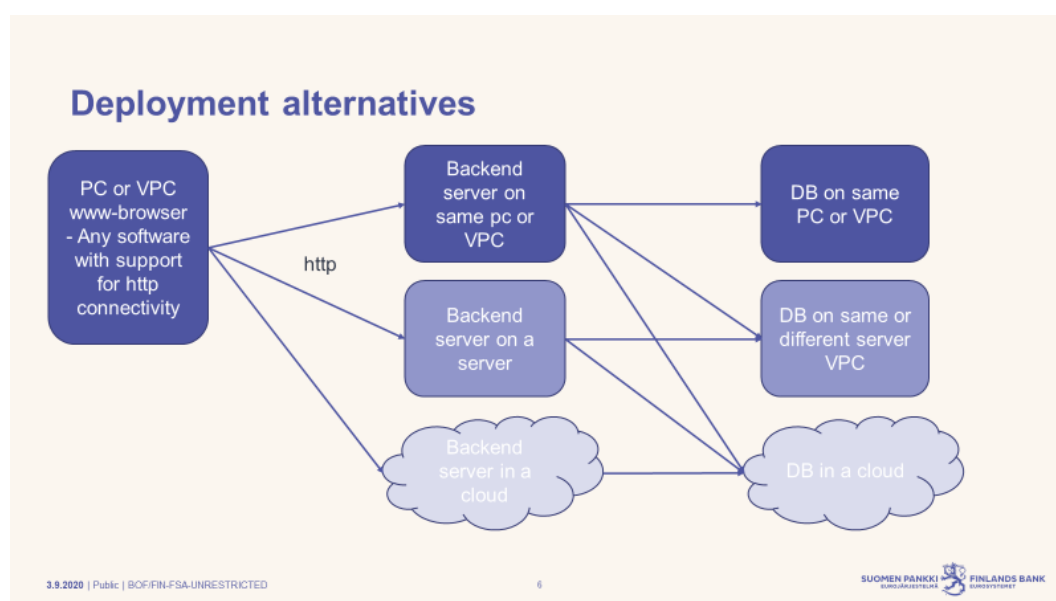 Deployment alternatives
PC or VPC
www-browser
- Any software
with support
for http
connectivity
http
Backend
server on
same pc or
VPC
DB on same
PC or VPC
Backend
server on a
server
DB on same or
different server
VPC
Backend
server in a
cloud
DB in a cloud
3.9.2020 | Public | BOF/FIN-FSA-UNRESTRICTED
6
SUOMEN PANKKI
EUROJÄRJESTELMÄ
FINLANDS BANK
EUROSYSTEMET